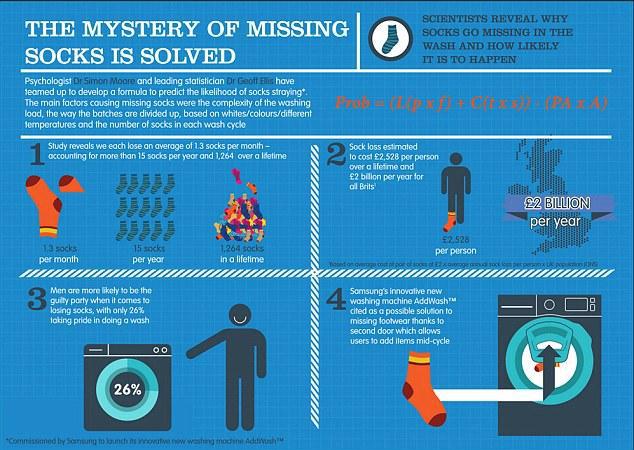 THE MYSTERY OF MISSING
SOCKS IS SOLVED
SCIENTISTS REVEAL WHY
SOCKS GO MISSING IN THE
WASH AND HOW LIKELY
IT IS TO HAPPEN
Psychologist Dr Simon Moore and leading statistician Dr Geoff Ellis have
teamed up to develop a formula to predict the likelihood of socks straying*.
The main factors causing missing socks were the complexity of the washing
load, the way the batches are divided up, based on whites/colours/different
temperatures and the number of socks in each wash cycle
Prob = (L(p x f) + C(t x s)) - (PA x A)
1
Study reveals we each lose an average of 1.3 socks per month –
accounting for more than 15 socks per year and 1,264 over a lifetime
1.3 socks
per month
15 socks
per year
1,264 socks
in a lifetime
2
Sock loss estimated
to cost £2,528 per person
over a lifetime and
£2 billion per year for
all Brits¹
£2,528
per person
£2 BILLION
per year
¹Based on average cost of pair of socks at £2 x average annual sock loss per person x UK population (ONS)
3
Men are more likely to be the
guilty party when it comes to
losing socks, with only 26%
taking pride in doing a wash
26%
4
Samsung's innovative new
washing machine AddWash™
cited as a possible solution to
missing footwear thanks to
second door which allows
users to add items mid-cycle
*Commissioned by Samsung to launch its innovative new washing machine AddWash™